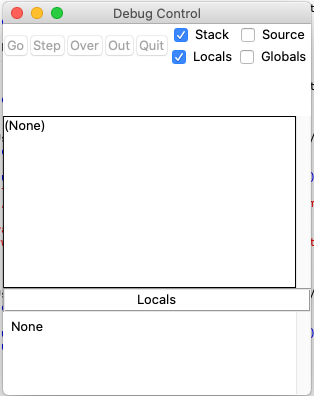 Debug Control
Go Step Over Out Quit
Stack Source
Locals Globals
(None)
Locals
None